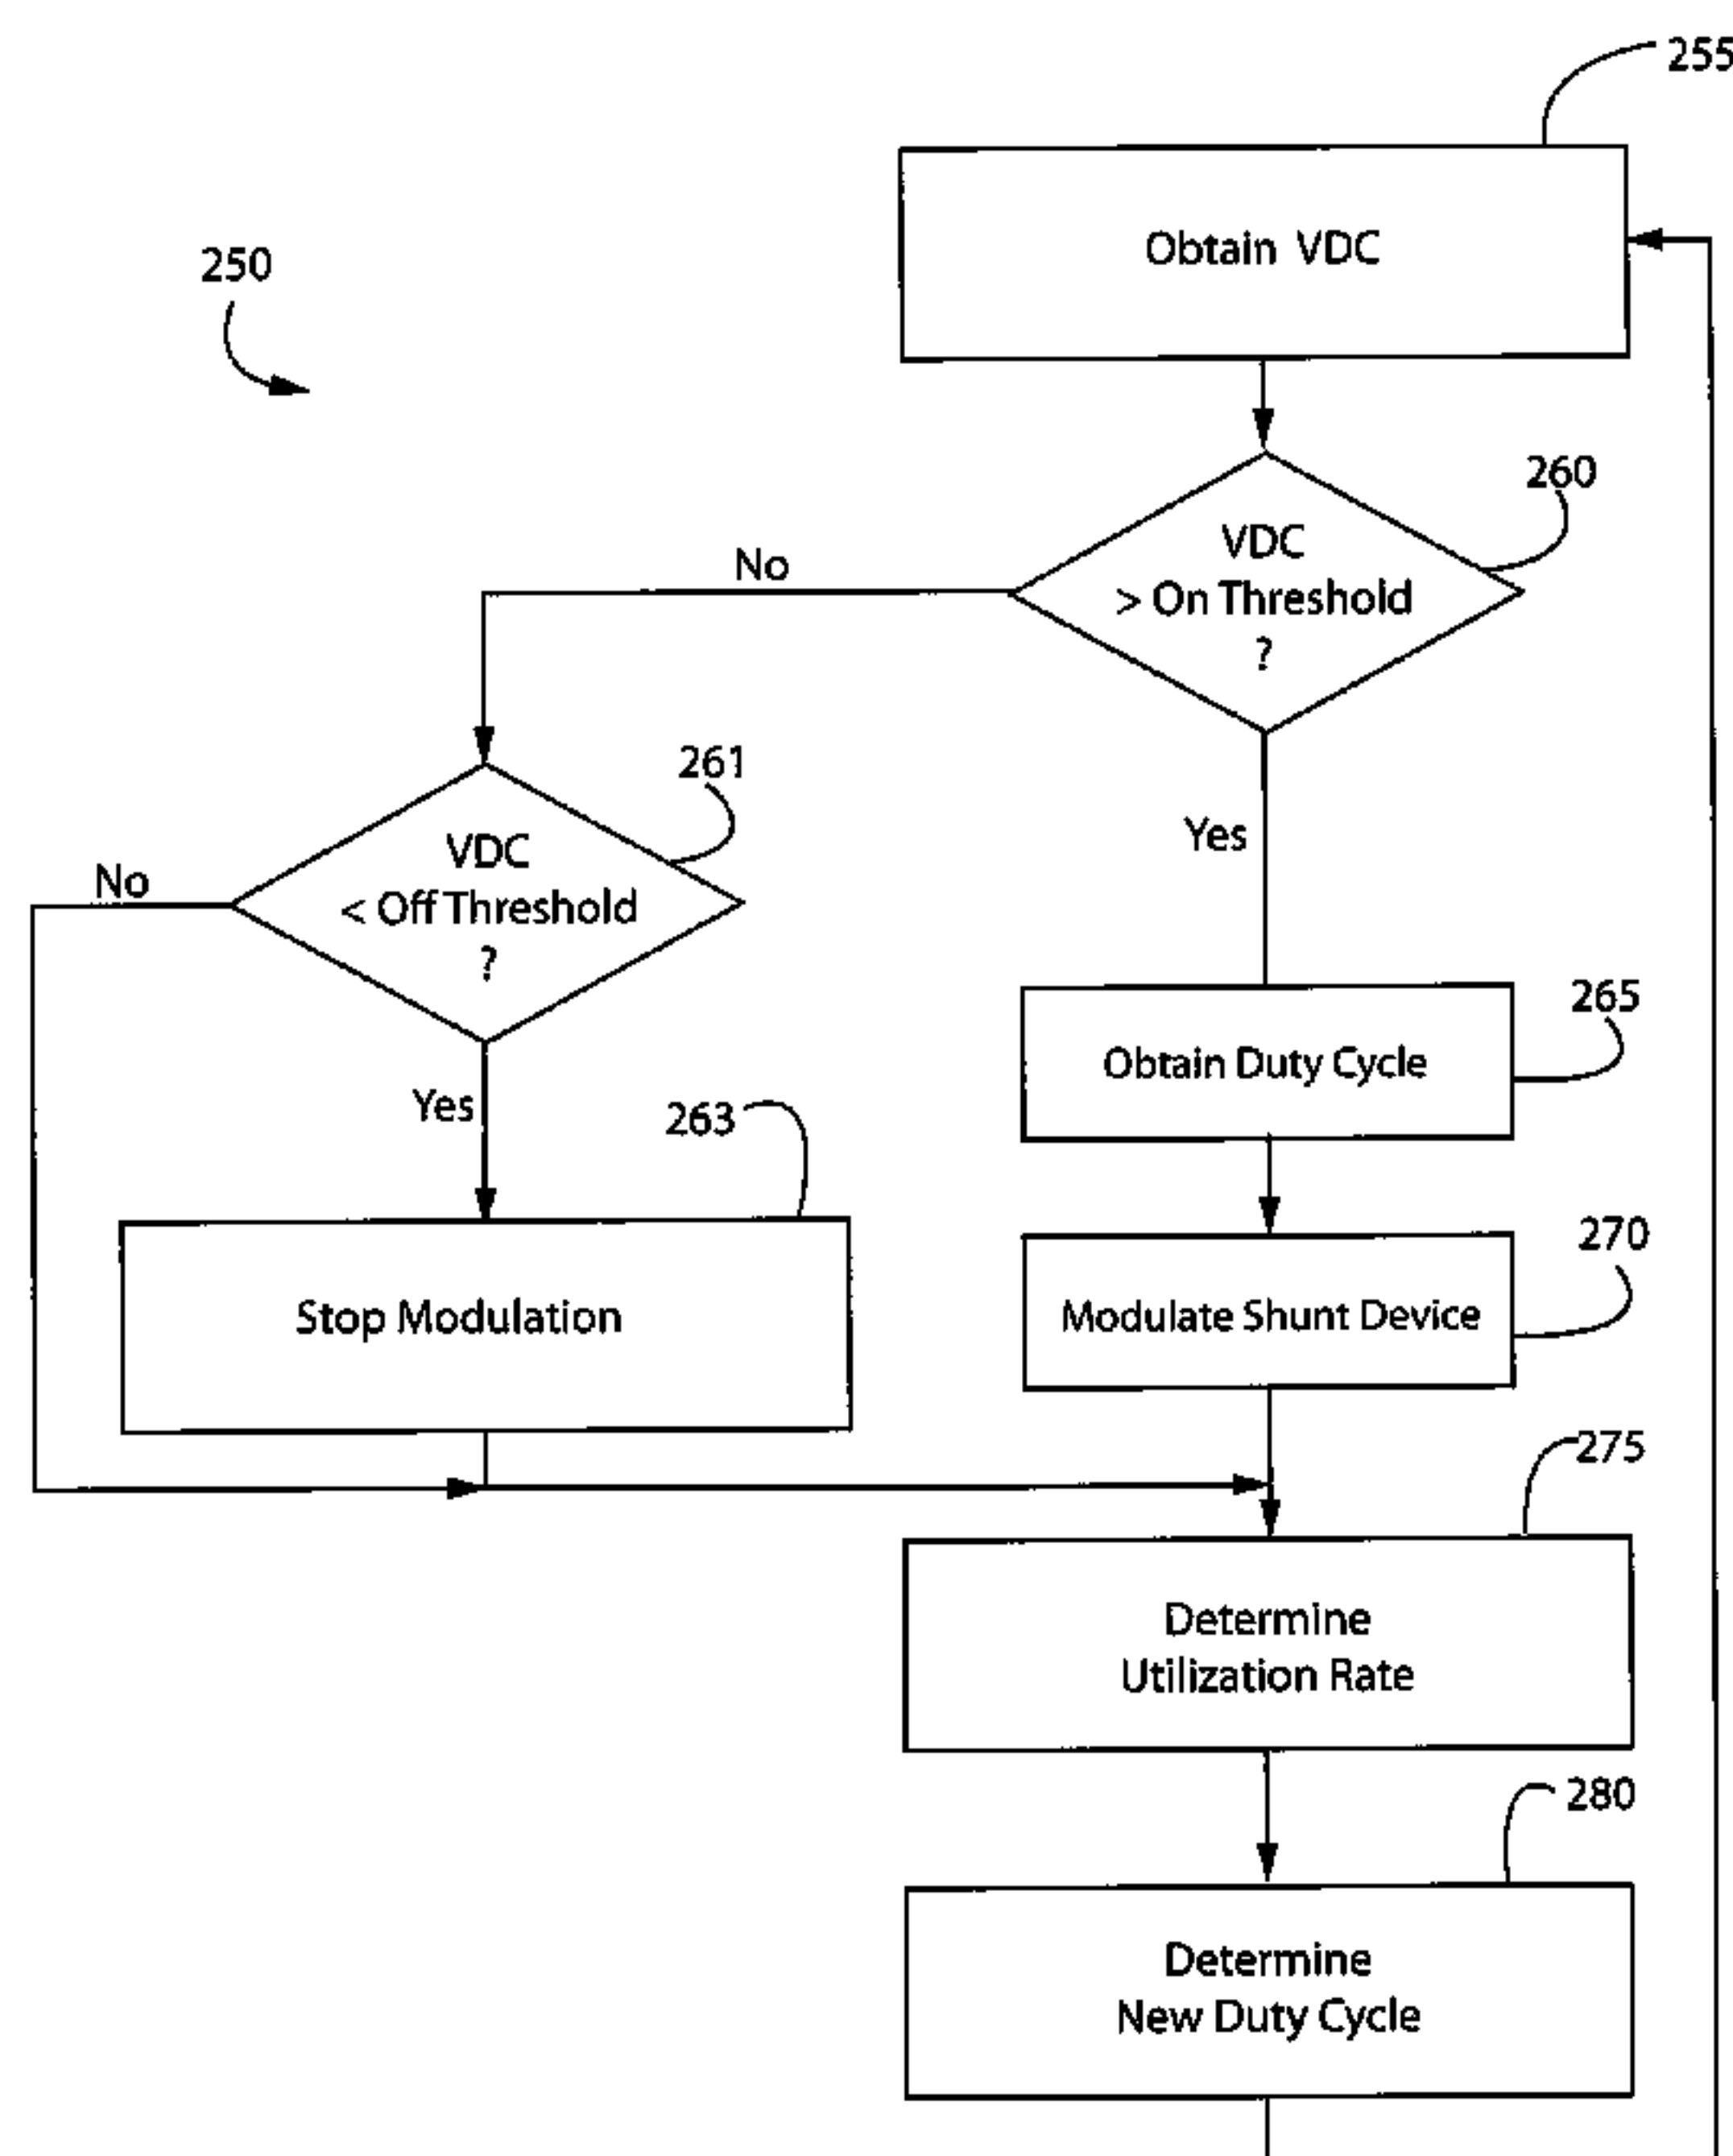 255
Obtain VDC
250
260
VDC
> On Threshold
?
No
261
VDC
< Off Threshold
?
No
Yes
265
Obtain Duty Cycle
Yes
263
Stop Modulation
270
Modulate Shunt Device
275
Determine
Utilization Rate
280
Determine
New Duty Cycle